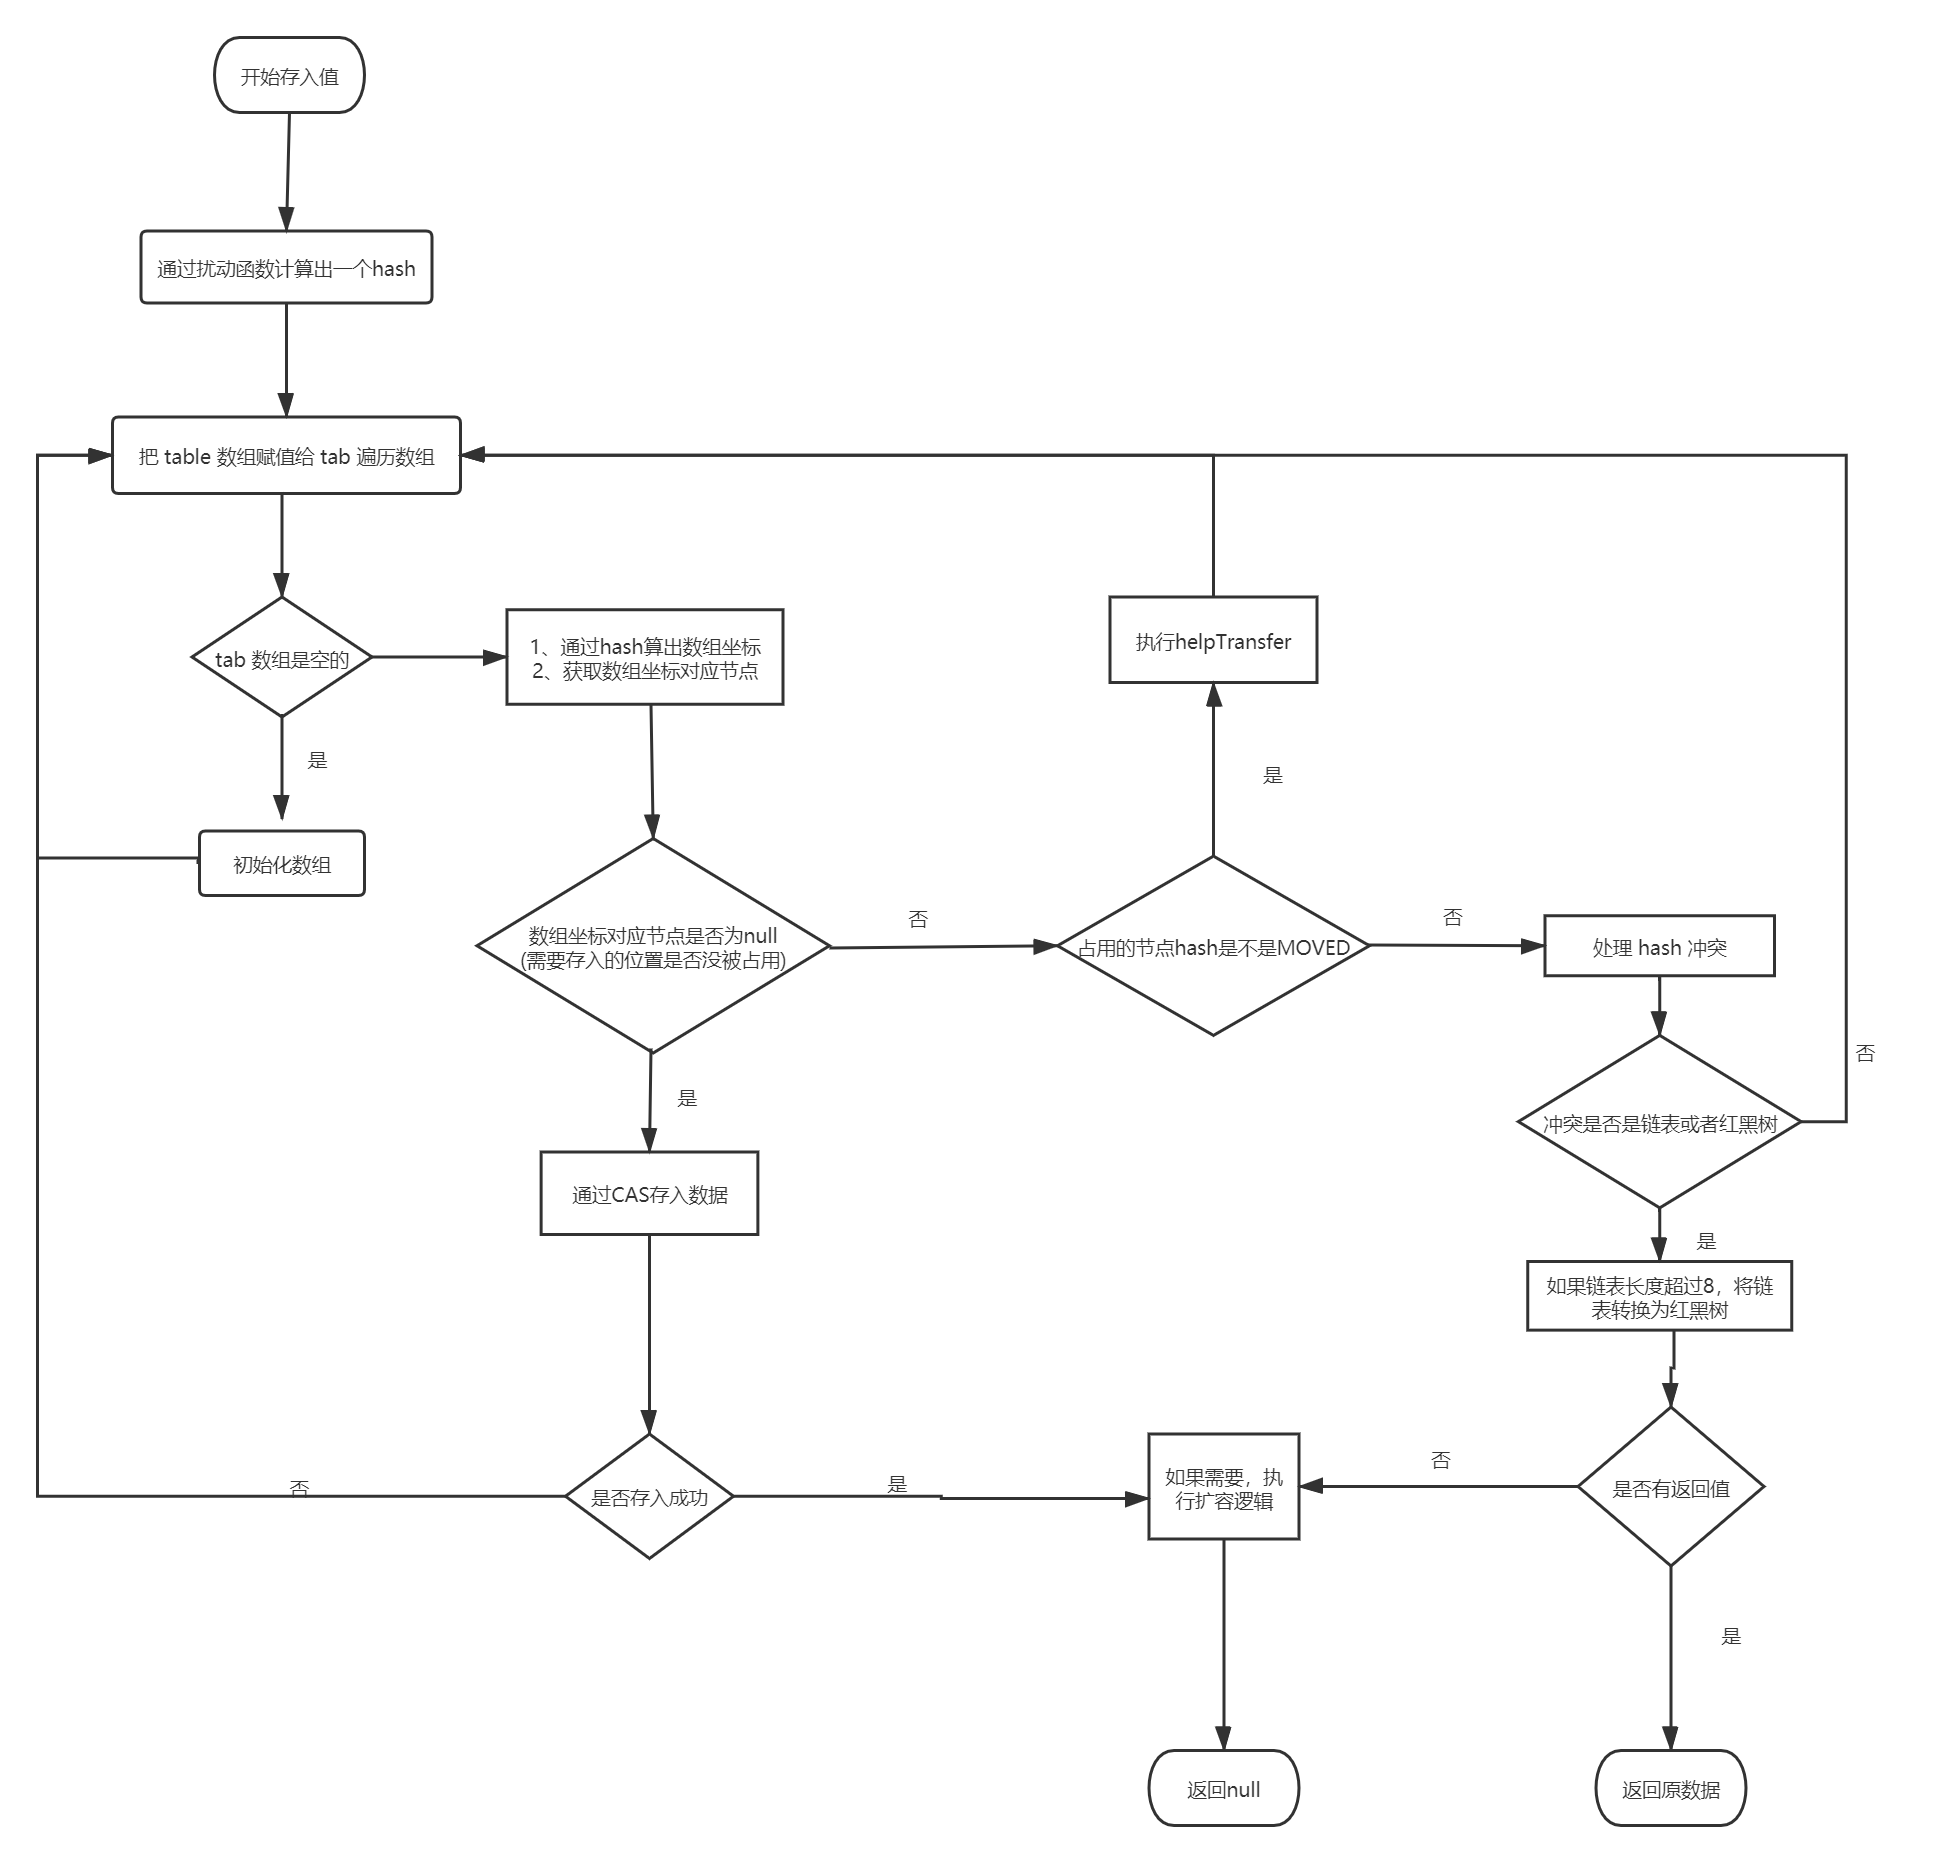 开始存入值
通过扰动函数计算出一个hash
把 table 数组赋值给 tab 遍历数组
tab 数组是空的
1、通过hash算出数组坐标
2、获取数组坐标对应节点
执行helpTransfer
是
是
初始化数组
数组坐标对应节点是否为null
(需要存入的位置是否没被占用)
否
占用的节点hash是不是MOVED
否
处理 hash 冲突
否
冲突是否是链表或者红黑树
是
通过CAS存入数据
是
如果链表长度超过8，将链
表转换为红黑树
否
是否存入成功
是
如果需要，执
行扩容逻辑
否
是否有返回值
是
返回null
返回原数据